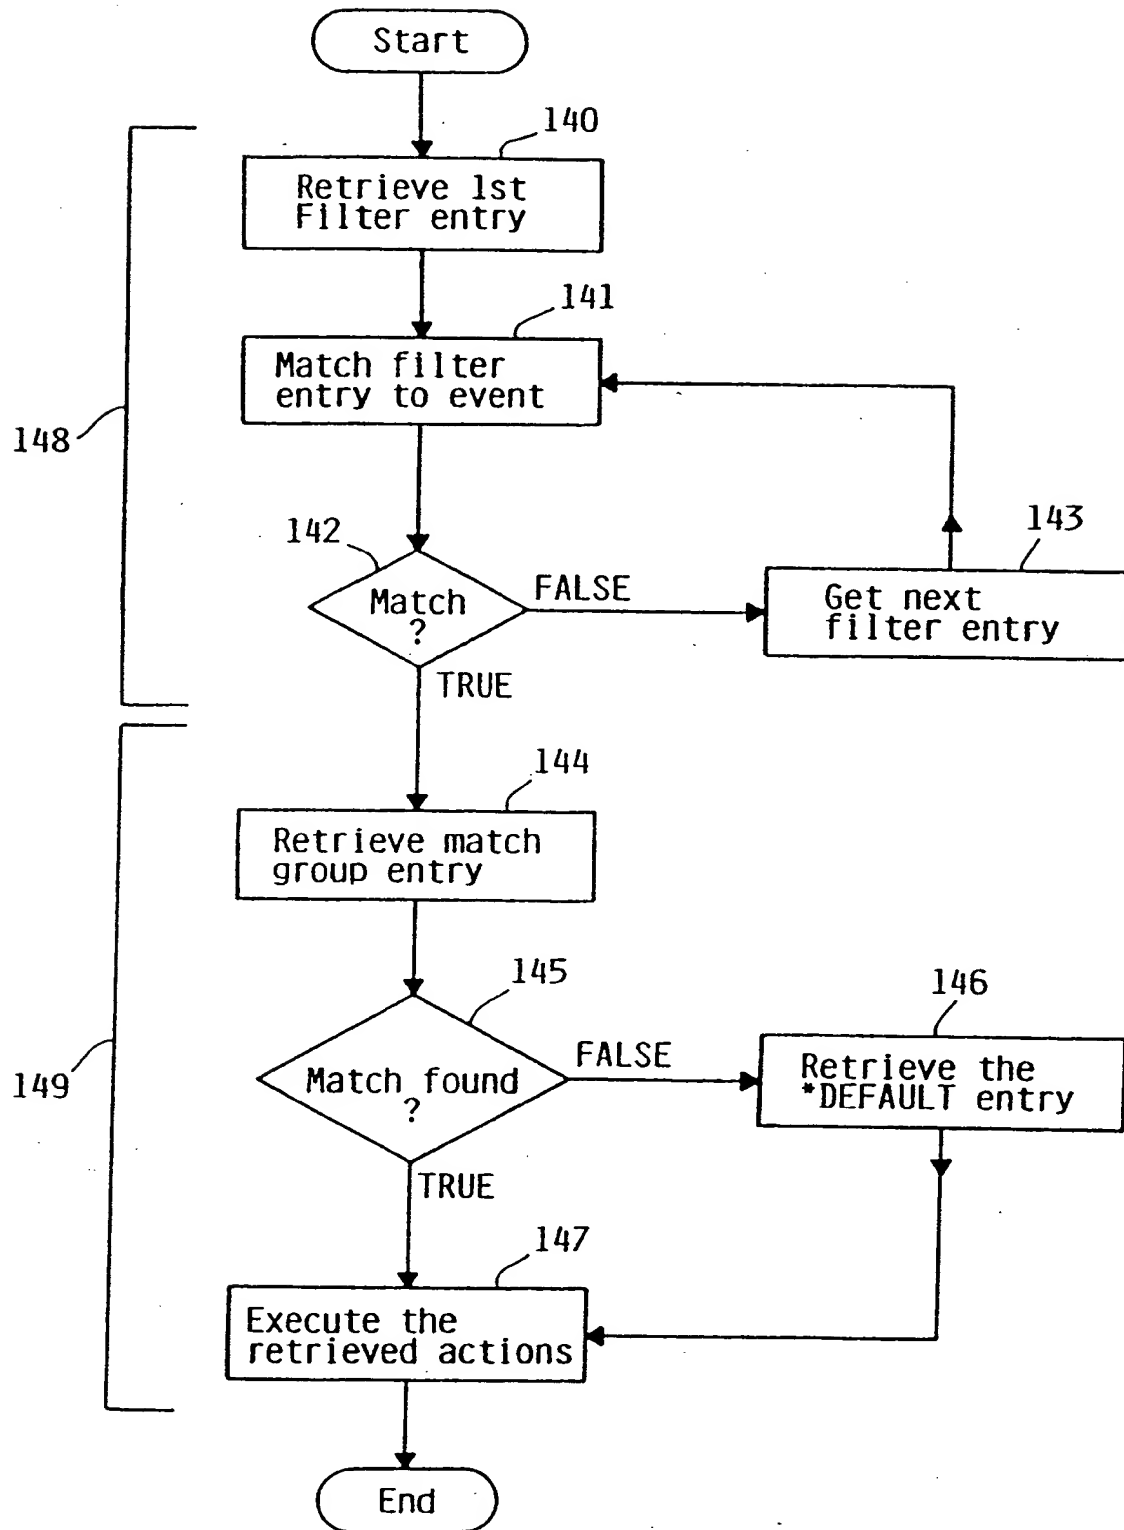 Start
140
Retrieve 1st
Filter entry
141
Match filter
entry to event
148
142
Match
?
FALSE
143
Get next
filter entry
TRUE
144
Retrieve match
group entry
145
Match found
?
FALSE
146
Retrieve the
*DEFAULT entry
149
TRUE
147
Execute the
retrieved actions
End